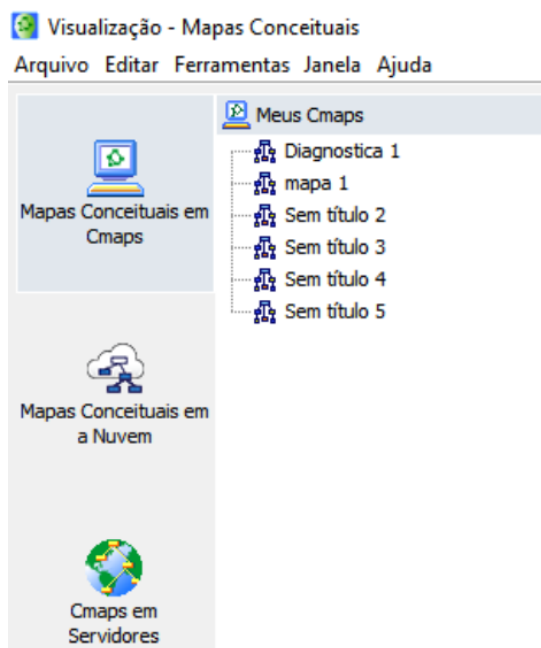 Visualização - Mapas Conceituais
Arquivo Editar Ferramentas Janela Ajuda
Mapas Conceituais em
Cmaps
Mapas Conceituais em
a Nuvem
Cmaps em
Servidores
Meus Cmaps
Diagnostica 1
mapa 1
Sem título 2
Sem título 3
Sem título 4
Sem título 5